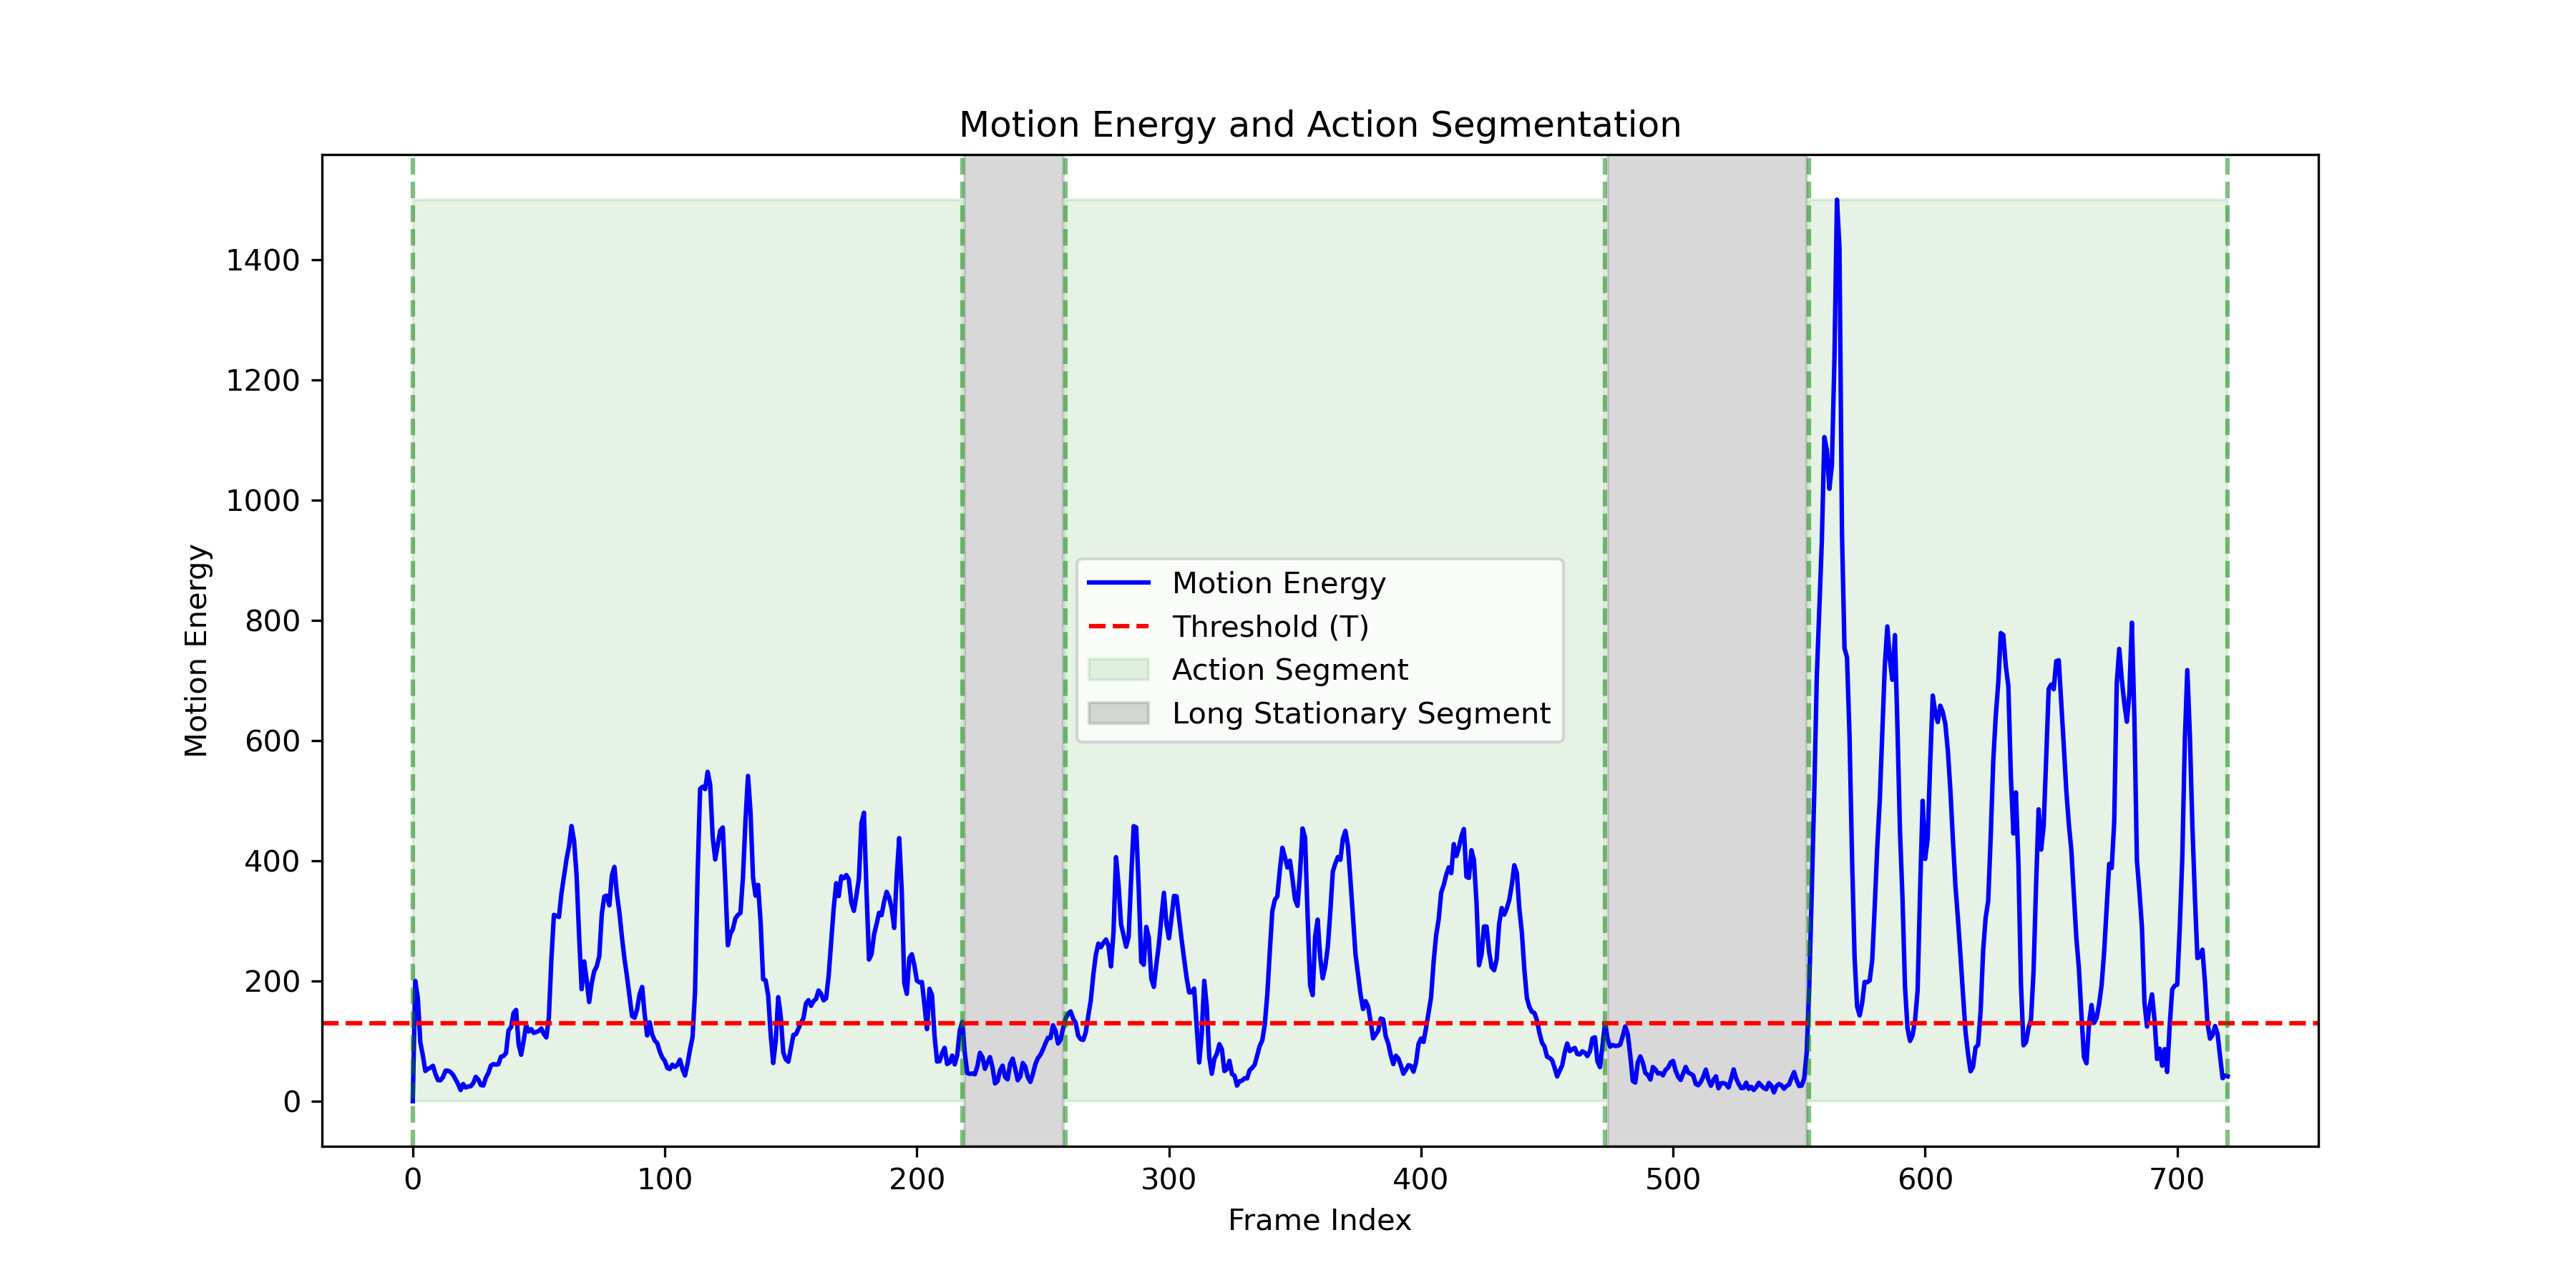 Motion Energy and Action Segmentation
Motion Energy
1400
1200
1000
800
600
400
200
0
Motion Energy
Threshold (T)
Action Segment
Long Stationary Segment
0 100 200 300 400 500 600 700
Frame Index